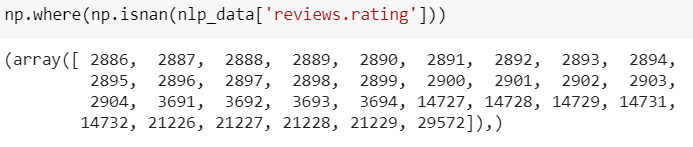 np.where(np.isnan(nlp_data['reviews.rating']))
(array([ 2886, 2887, 2888, 2889, 2890, 2891, 2892, 2893, 2894,
2895, 2896, 2897, 2898, 2899, 2900, 2901, 2902, 2903,
2904, 3691, 3692, 3693, 3694, 14727, 14728, 14729, 14731,
14732, 21226, 21227, 21228, 21229, 29572]),)